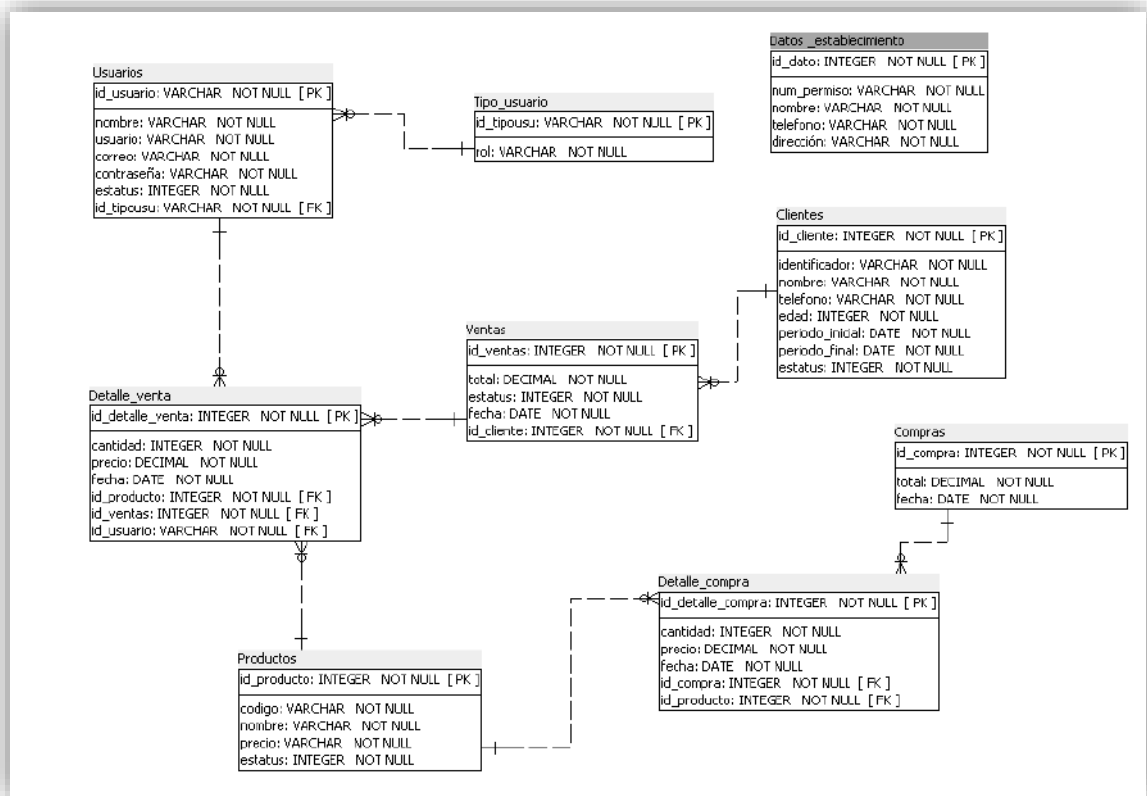 Usuarios
id_usuario: VARCHAR NOT NULL [ PK ]
nombre: VARCHAR NOT NULL
usuario: VARCHAR NOT NULL
correo: VARCHAR NOT NULL
contraseña: VARCHAR NOT NULL
estatus: INTEGER NOT NULL
id_tipousu: VARCHAR NOT NULL [ FK ]
Tipo_usuario
id_tipousu: VARCHAR NOT NULL [ PK ]
rol: VARCHAR NOT NULL
Datos _establecimiento
id_dato: INTEGER NOT NULL [ PK ]
num_permiso: VARCHAR NOT NULL
nombre: VARCHAR NOT NULL
telefono: VARCHAR NOT NULL
dirección: VARCHAR NOT NULL
Clientes
id_cliente: INTEGER NOT NULL [ PK ]
identificador: VARCHAR NOT NULL
nombre: VARCHAR NOT NULL
telefono: VARCHAR NOT NULL
edad: INTEGER NOT NULL
periodo_inicial: DATE NOT NULL
periodo_final: DATE NOT NULL
estatus: INTEGER NOT NULL
Ventas
id_ventas: INTEGER NOT NULL [ PK ]
total: DECIMAL NOT NULL
estatus: INTEGER NOT NULL
fecha: DATE NOT NULL
id_cliente: INTEGER NOT NULL [ FK ]
Detalle_venta
id_detalle_venta: INTEGER NOT NULL [ PK ]
cantidad: INTEGER NOT NULL
precio: DECIMAL NOT NULL
fecha: DATE NOT NULL
id_producto: INTEGER NOT NULL [ FK ]
id_ventas: INTEGER NOT NULL [ FK ]
id_usuario: VARCHAR NOT NULL [ FK ]
Compras
id_compra: INTEGER NOT NULL [ PK ]
total: DECIMAL NOT NULL
fecha: DATE NOT NULL
Detalle_compra
id_detalle_compra: INTEGER NOT NULL [ PK ]
cantidad: INTEGER NOT NULL
precio: DECIMAL NOT NULL
fecha: DATE NOT NULL
id_compra: INTEGER NOT NULL [ FK ]
id_producto: INTEGER NOT NULL [ FK ]
Productos
id_producto: INTEGER NOT NULL [ PK ]
codigo: VARCHAR NOT NULL
nombre: VARCHAR NOT NULL
precio: VARCHAR NOT NULL
estatus: INTEGER NOT NULL